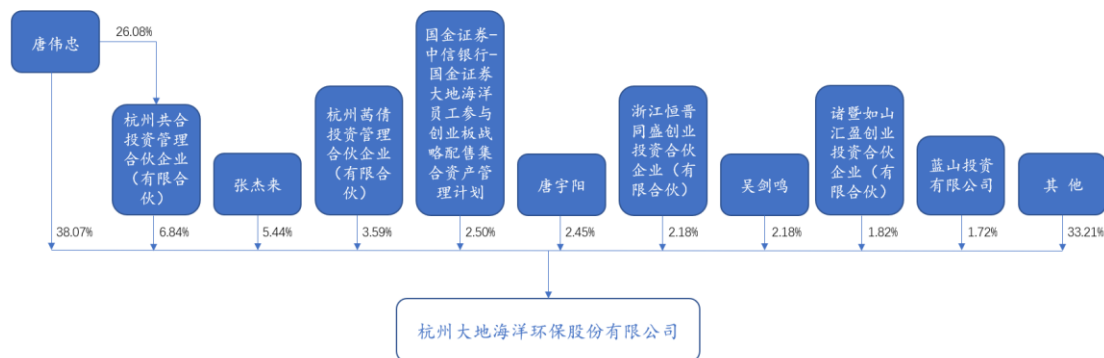 唐伟忠
26.08%
杭州共合
投资管理
合伙企业
（有限合
伙）
张杰来
杭州菡倩
投资管理
合伙企业
（有限合
伙）
国金证券-
中信银行-
国金证券
大地海洋
员工参与
创业板战
略配售集
合资产管
理计划
唐宇阳
浙江恒晋
同盛创业
投资合伙
企业（有
限合伙）
吴剑鸣
诸暨如山
汇盈创业
投资合伙
企业（有
限合伙）
蓝山投资
有限公司
其 他
38.07%
6.84%
5.44%
3.59%
2.50%
2.45%
2.18%
2.18%
1.82%
1.72%
33.21%
杭州大地海洋环保股份有限公司